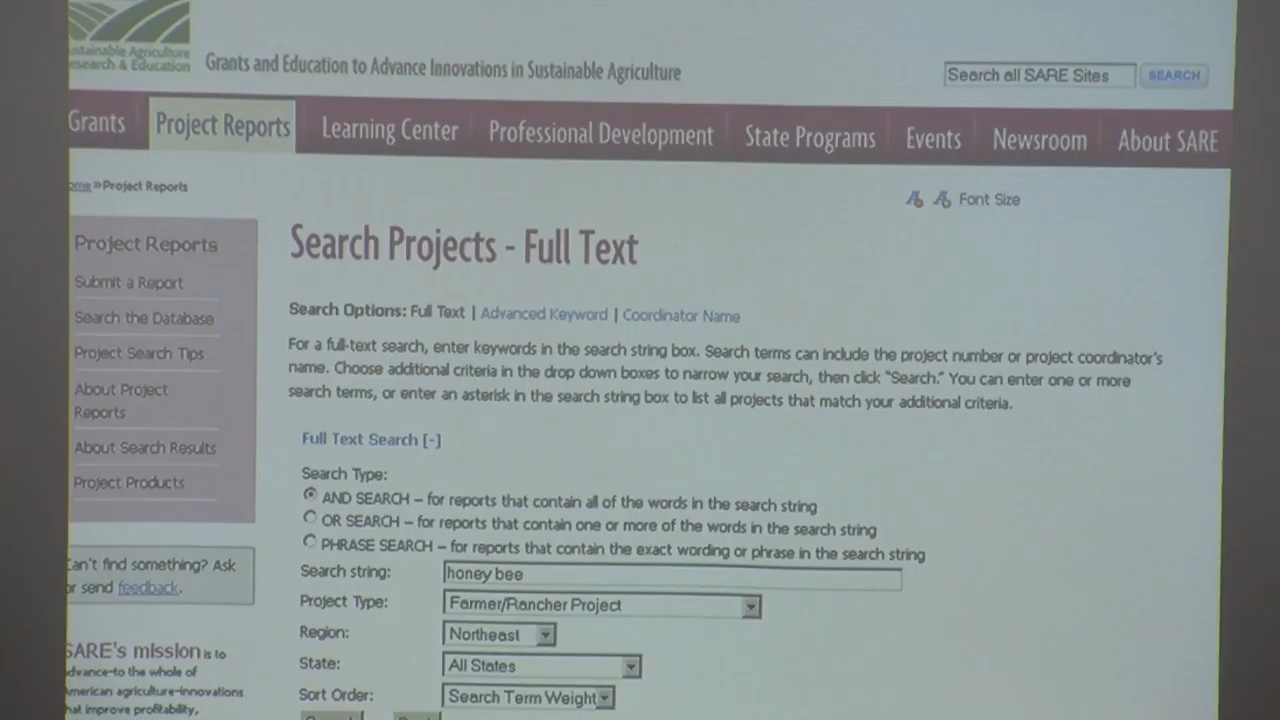 ustainable Agriculture
esearch & Education
Grants and Education to Advance Innovations in Sustainable Agriculture
Search all SARE Sites SEARCH
Grants Project Reports Learning Center Professional Development State Programs Events Newsroom About SARE
ome » Project Reports
Font Size
Project Reports
Submit a Report
Search the Database
Project Search Tips
About Project
Reports
About Search Results
Project Products
Can't find something? Ask
or send feedback.
SARE's mission is to
advance-to the whole of
American agriculture-innovations
that improve profitability,
Search Projects - Full Text
Search Options: Full Text | Advanced Keyword | Coordinator Name
For a full-text search, enter keywords in the search string box. Search terms can include the project number or project coordinator's
name. Choose additional criteria in the drop down boxes to narrow your search, then click "Search." You can enter one or more
search terms, or enter an asterisk in the search string box to list all projects that match your additional criteria.
Full Text Search [-]
Search Type:
AND SEARCH – for reports that contain all of the words in the search string
OR SEARCH – for reports that contain one or more of the words in the search string
PHRASE SEARCH – for reports that contain the exact wording or phrase in the search string
Search string: honey bee
Project Type: Farmer/Rancher Project
Region: Northeast
State: All States
Sort Order: Search Term Weight